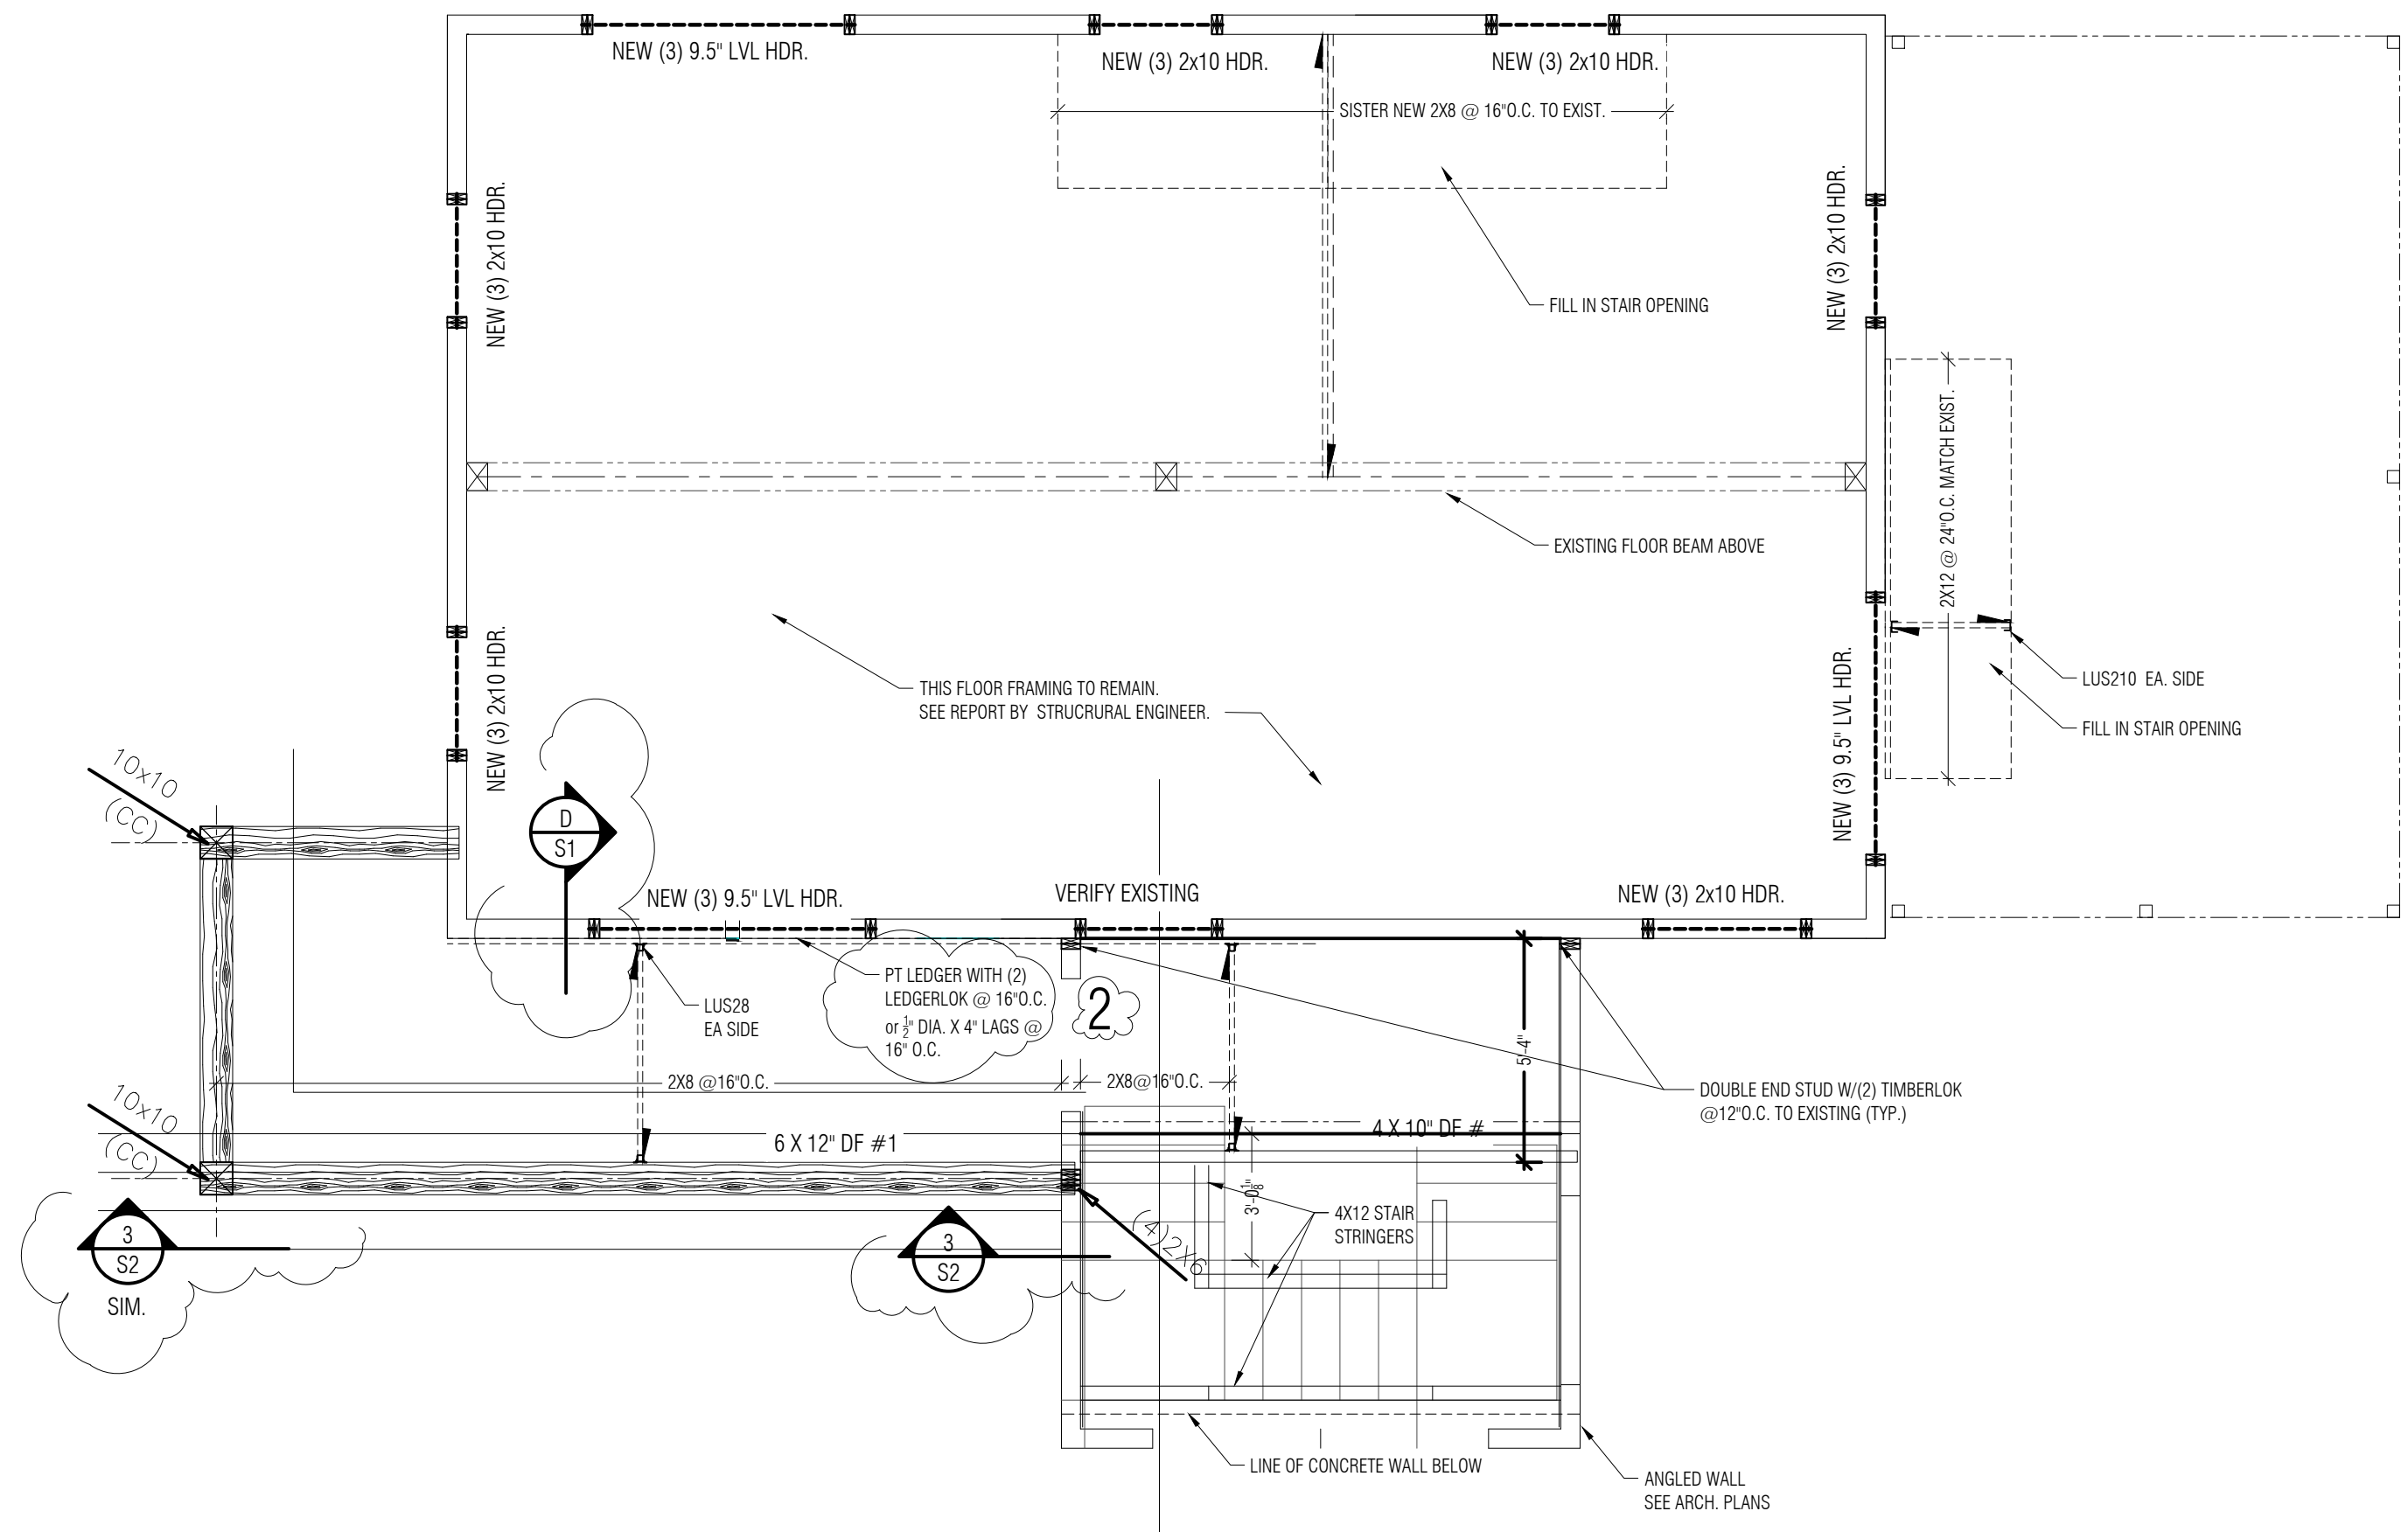 NEW (3) 9.5" LVL HDR.
NEW (3) 2x10 HDR.
NEW (3) 2x10 HDR.
SISTER NEW 2X8 @ 16"O.C. TO EXIST.
NEW (3) 2x10 HDR.
NEW (3) 2x10 HDR.
FILL IN STAIR OPENING
2X12 @ 24"O.C. MATCH EXIST.
EXISTING FLOOR BEAM ABOVE
NEW (3) 2x10 HDR.
THIS FLOOR FRAMING TO REMAIN.
SEE REPORT BY STRUCRURAL ENGINEER.
NEW (3) 9.5" LVL HDR.
LUS210 EA. SIDE
FILL IN STAIR OPENING
10x10
(CC)
D
S1
NEW (3) 9.5" LVL HDR.
VERIFY EXISTING
NEW (3) 2x10 HDR.
PT LEDGER WITH (2)
LEDGERLOK @ 16"O.C.
or 1/2" DIA. X 4" LAGS @
16" O.C.
2
LUS28
EA SIDE
5'-4"
2X8 @16"O.C.
2X8@16"O.C.
DOUBLE END STUD W/(2) TIMBERLOK
@12"O.C. TO EXISTING (TYP.)
10x10
(CC)
6 X 12" DF #1
4 X 10" DF #
3'-0 1/8"
4X12 STAIR
STRINGERS
(4)2X6
3
S2
SIM.
3
S2
LINE OF CONCRETE WALL BELOW
ANGLED WALL
SEE ARCH. PLANS